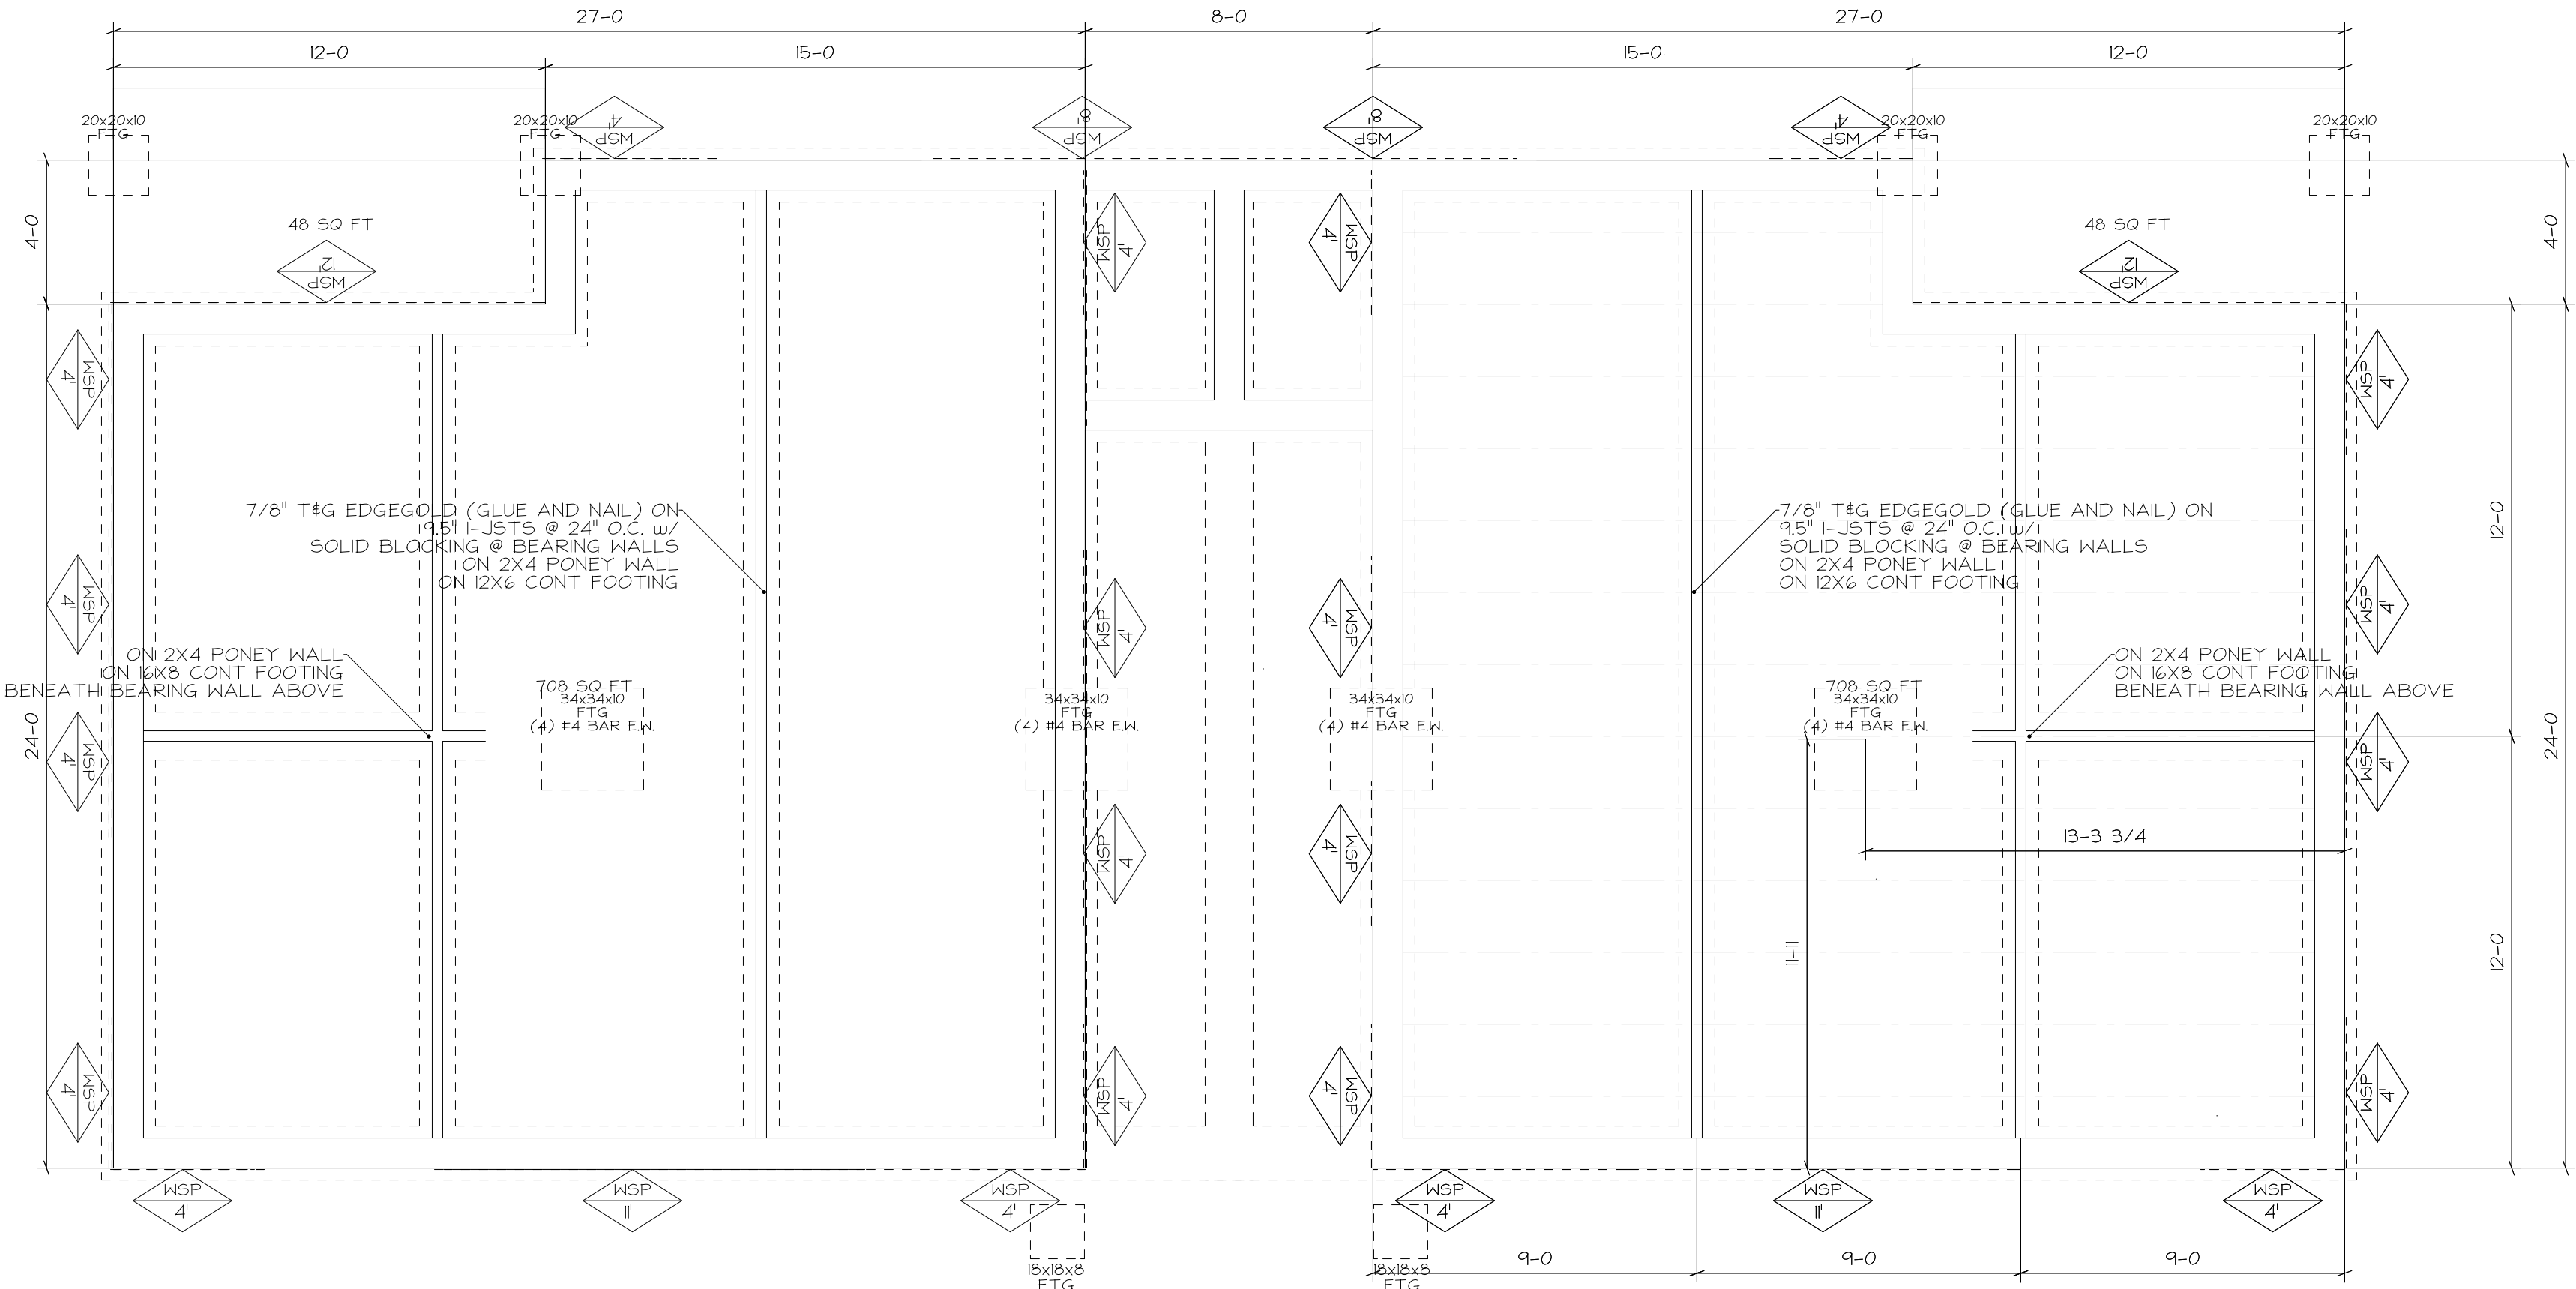 27-0
8-0
27-0
12-0
15-0
15-0
12-0
20x20x10
FTG
20x20x10
FTG
4'
WSP
8'
WSP
8'
WSP
4'
WSP
20x20x10
FTG
20x20x10
FTG
4-0
48 SQ FT
12'
WSP
WSP
4'
WSP
4'
48 SQ FT
12'
WSP
4-0
WSP
4'
WSP
4'
7/8" T&G EDGEGOLD (GLUE AND NAIL) ON
9.5" I-JSTS @ 24" O.C. w/
SOLID BLOCKING @ BEARING WALLS
ON 2X4 PONEY WALL
ON 12X6 CONT FOOTING
7/8" T&G EDGEGOLD (GLUE AND NAIL) ON
9.5" I-JSTS @ 24" O.C. w/
SOLID BLOCKING @ BEARING WALLS
ON 2X4 PONEY WALL
ON 12X6 CONT FOOTING
12-0
WSP
4'
WSP
4'
WSP
4'
WSP
4'
ON 2X4 PONEY WALL
ON 16X8 CONT FOOTING
BENEATH BEARING WALL ABOVE
ON 2X4 PONEY WALL
ON 16X8 CONT FOOTING
BENEATH BEARING WALL ABOVE
24-0
708 SQ FT
34x34x10
FTG
(4) #4 BAR E.W.
34x34x10
FTG
(4) #4 BAR E.W.
34x34x0
FTG
(4) #4 BAR E.W.
708 SQ FT
34x34x10
FTG
(4) #4 BAR E.W.
24-0
WSP
4'
WSP
4'
WSP
4'
WSP
4'
13-3 3/4
11-11
12-0
WSP
4'
WSP
4'
WSP
4'
WSP
4'
WSP
4'
WSP
11'
WSP
4'
WSP
4'
WSP
11'
WSP
4'
18x18x8
FTG
18x18x8
FTG
9-0
9-0
9-0